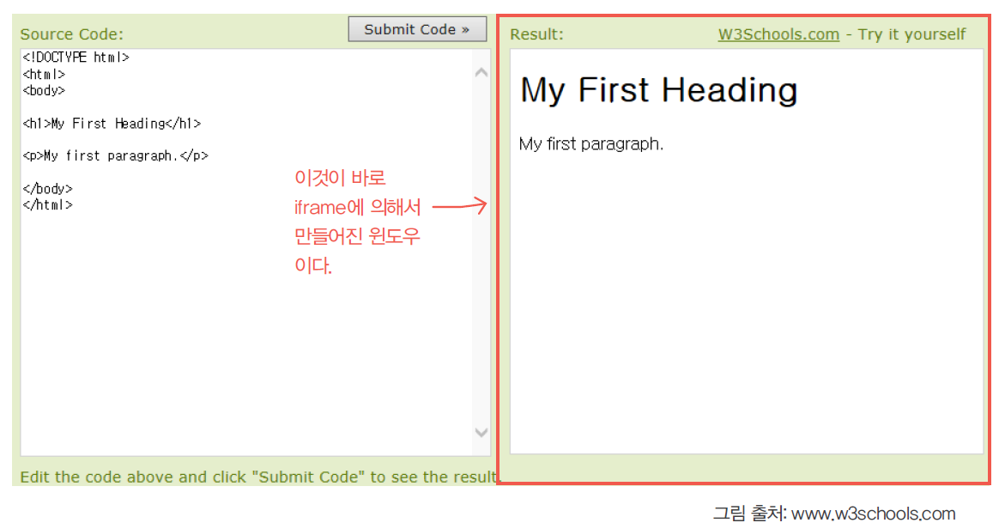 Source Code:
Submit Code »
<!DOCTYPE html>
<html>
<body>
<h1>My First Heading</h1>
<p>My first paragraph.</p>
</body>
</html>
이것이 바로
iframe에 의해서
만들어진 윈도우
이다.
Edit the code above and click "Submit Code" to see the result.
Result:
W3Schools.com - Try it yourself
My First Heading
My first paragraph.
그림 출처: www.w3schools.com